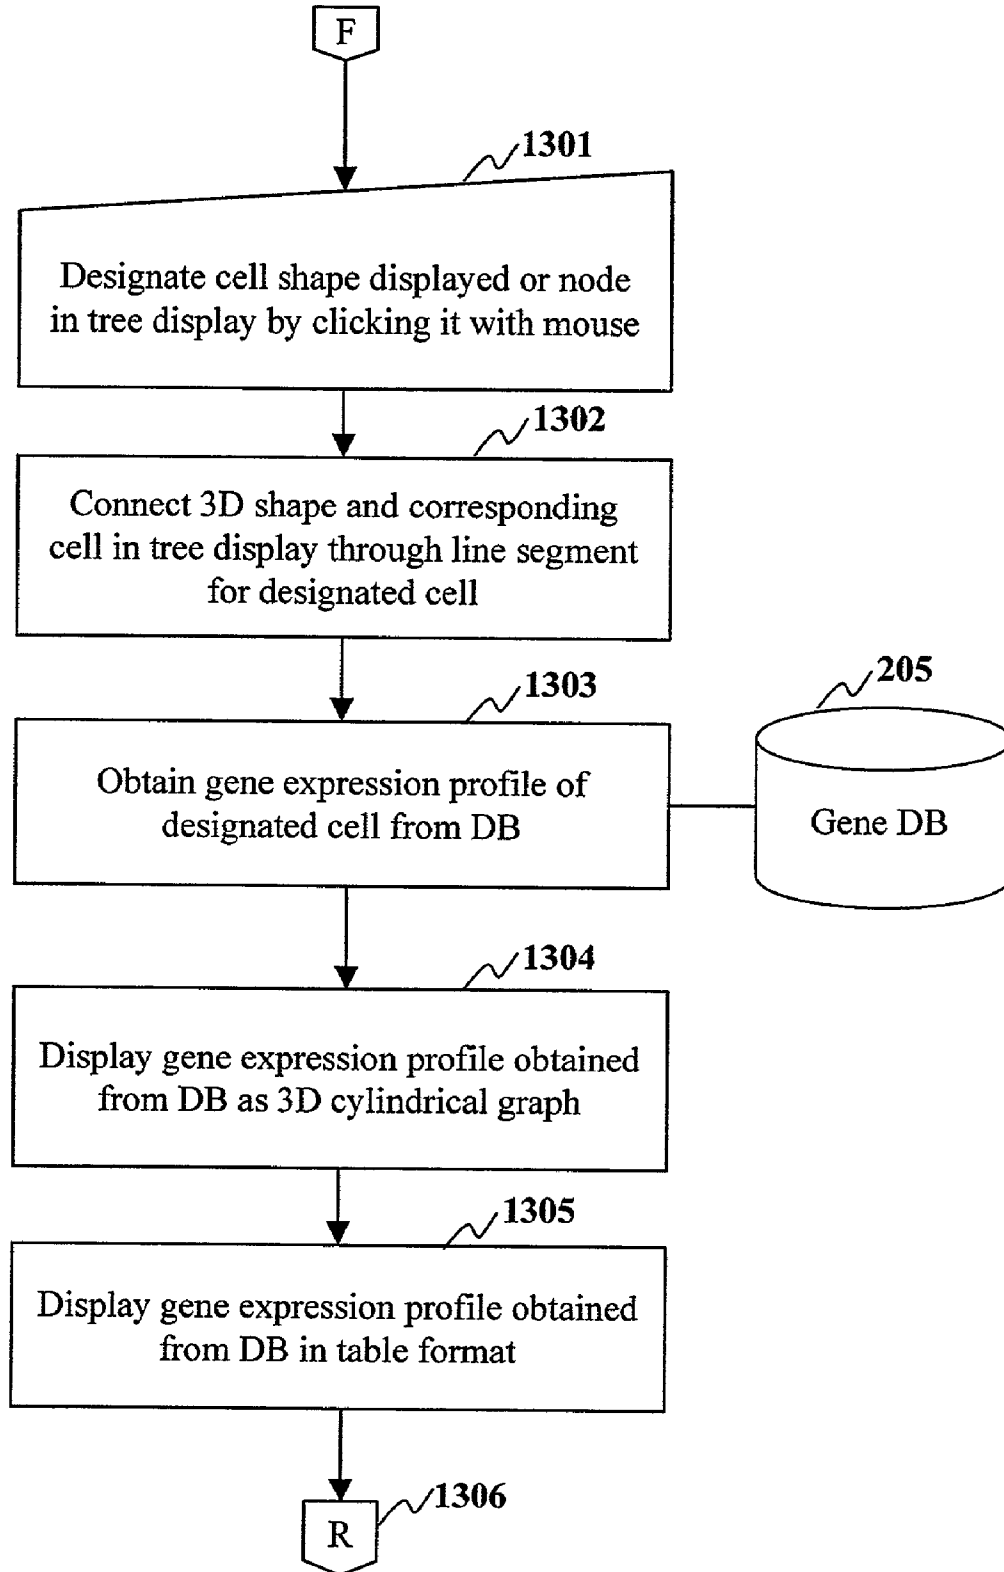 F
1301
Designate cell shape displayed or node
in tree display by clicking it with mouse
1302
Connect 3D shape and corresponding
cell in tree display through line segment
for designated cell
1303
205
Obtain gene expression profile of
designated cell from DB
Gene DB
1304
Display gene expression profile obtained
from DB as 3D cylindrical graph
1305
Display gene expression profile obtained
from DB in table format
1306
R